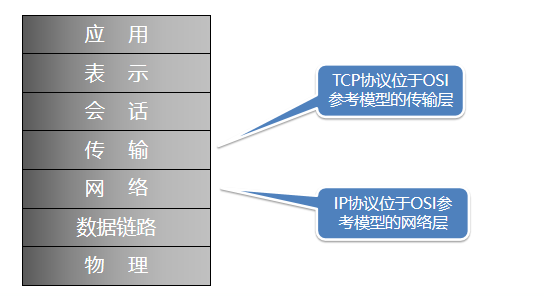 应 用
表 示
会 话
传 输
网 络
数据链路
物 理
TCP协议位于OSI
参考模型的传输层
IP协议位于OSI参
考模型的网络层